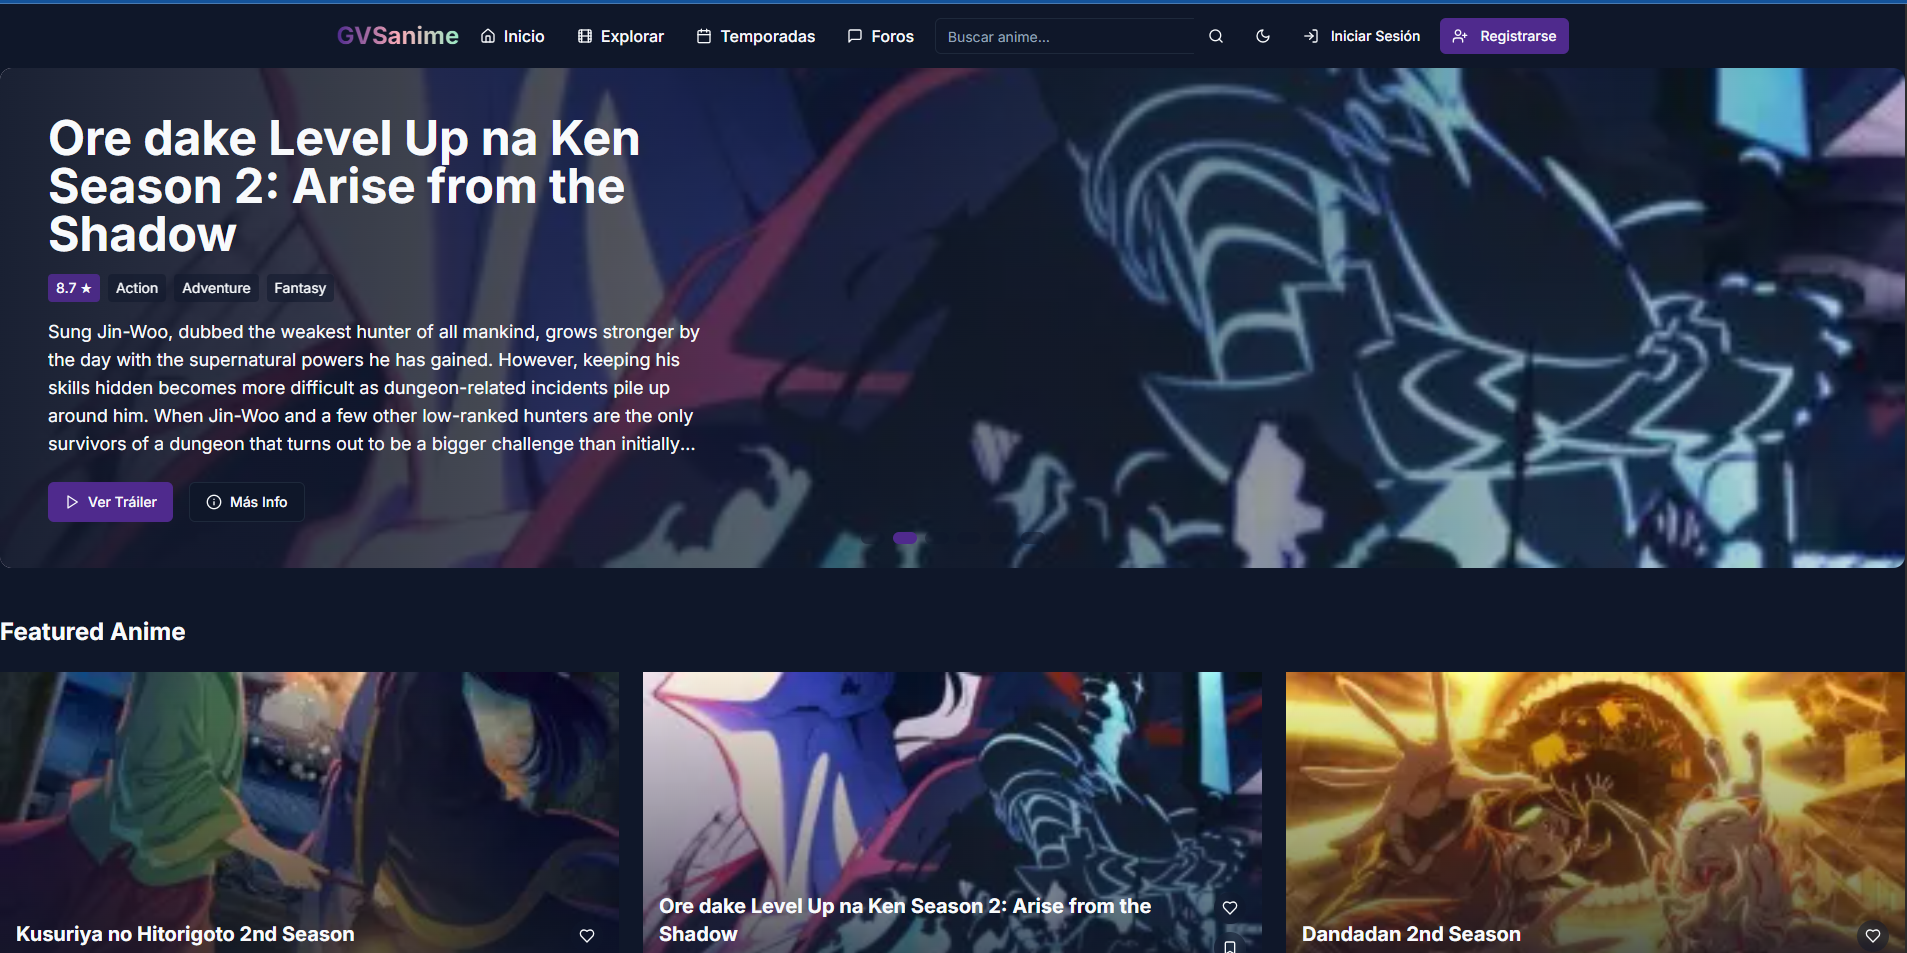 GVSanime
Inicio
Explorar
Temporadas
Foros
Buscar anime...
Iniciar Sesión
Registrarse
Ore dake Level Up na Ken
Season 2: Arise from the
Shadow
8.7 ★
Action
Adventure
Fantasy
Sung Jin-Woo, dubbed the weakest hunter of all mankind, grows stronger by
the day with the supernatural powers he has gained. However, keeping his
skills hidden becomes more difficult as dungeon-related incidents pile up
around him. When Jin-Woo and a few other low-ranked hunters are the only
survivors of a dungeon that turns out to be a bigger challenge than initially...
Ver Tráiler
Más Info
Featured Anime
Kusuriya no Hitorigoto 2nd Season
Ore dake Level Up na Ken Season 2: Arise from the
Shadow
Dandadan 2nd Season